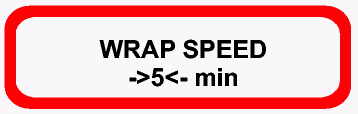 WRAP SPEED
->5<- min